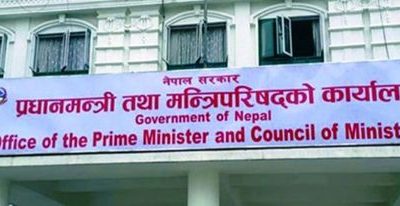 नेपाल सरकार
प्रधानमन्त्री तथा मन्त्रिपरिषद्को कार्याल
Government of Nepal
Office of the Prime Minister and Council of Minist